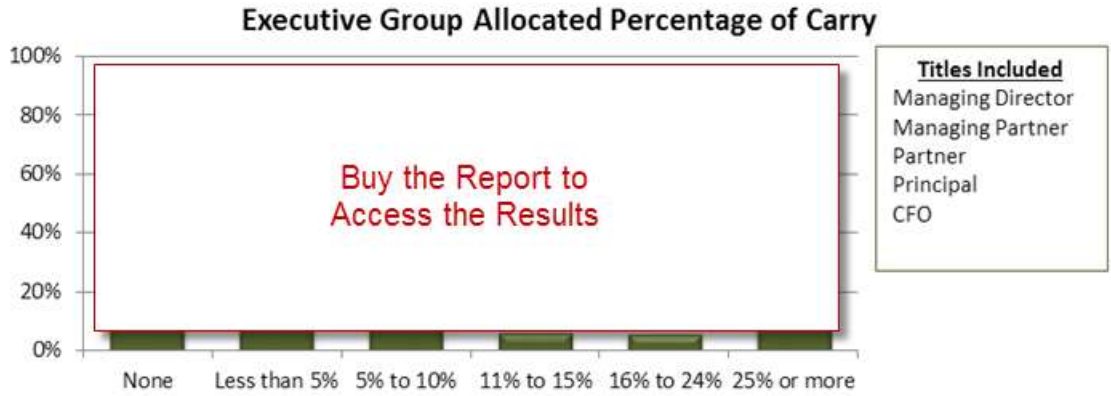 Executive Group Allocated Percentage of Carry
100%
80%
60%
40%
20%
0%
Buy the Report to
Access the Results
None
Less than 5%
5% to 10%
11% to 15%
16% to 24%
25% or more
Titles Included
Managing Director
Managing Partner
Partner
Principal
CFO